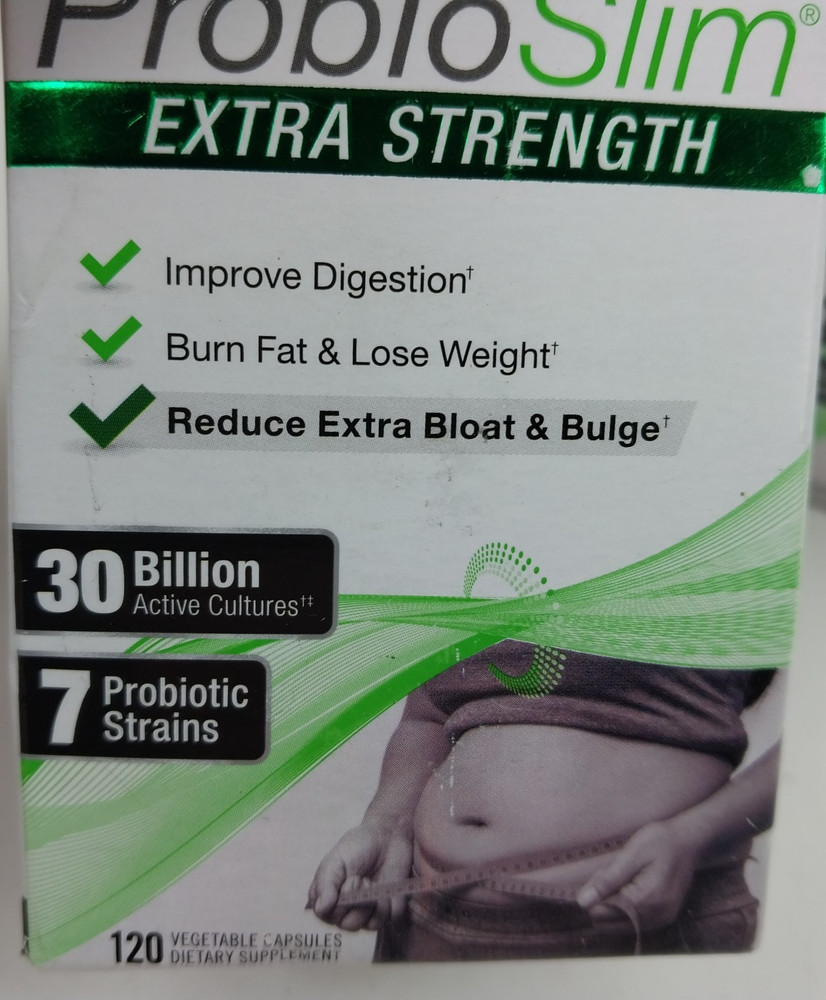 ProbioSlim®
EXTRA STRENGTH
Improve Digestion†
Burn Fat & Lose Weight†
Reduce Extra Bloat & Bulge†
30 Billion
Active Cultures†‡
7 Probiotic
Strains
120 VEGETABLE CAPSULES
DIETARY SUPPLEMENT